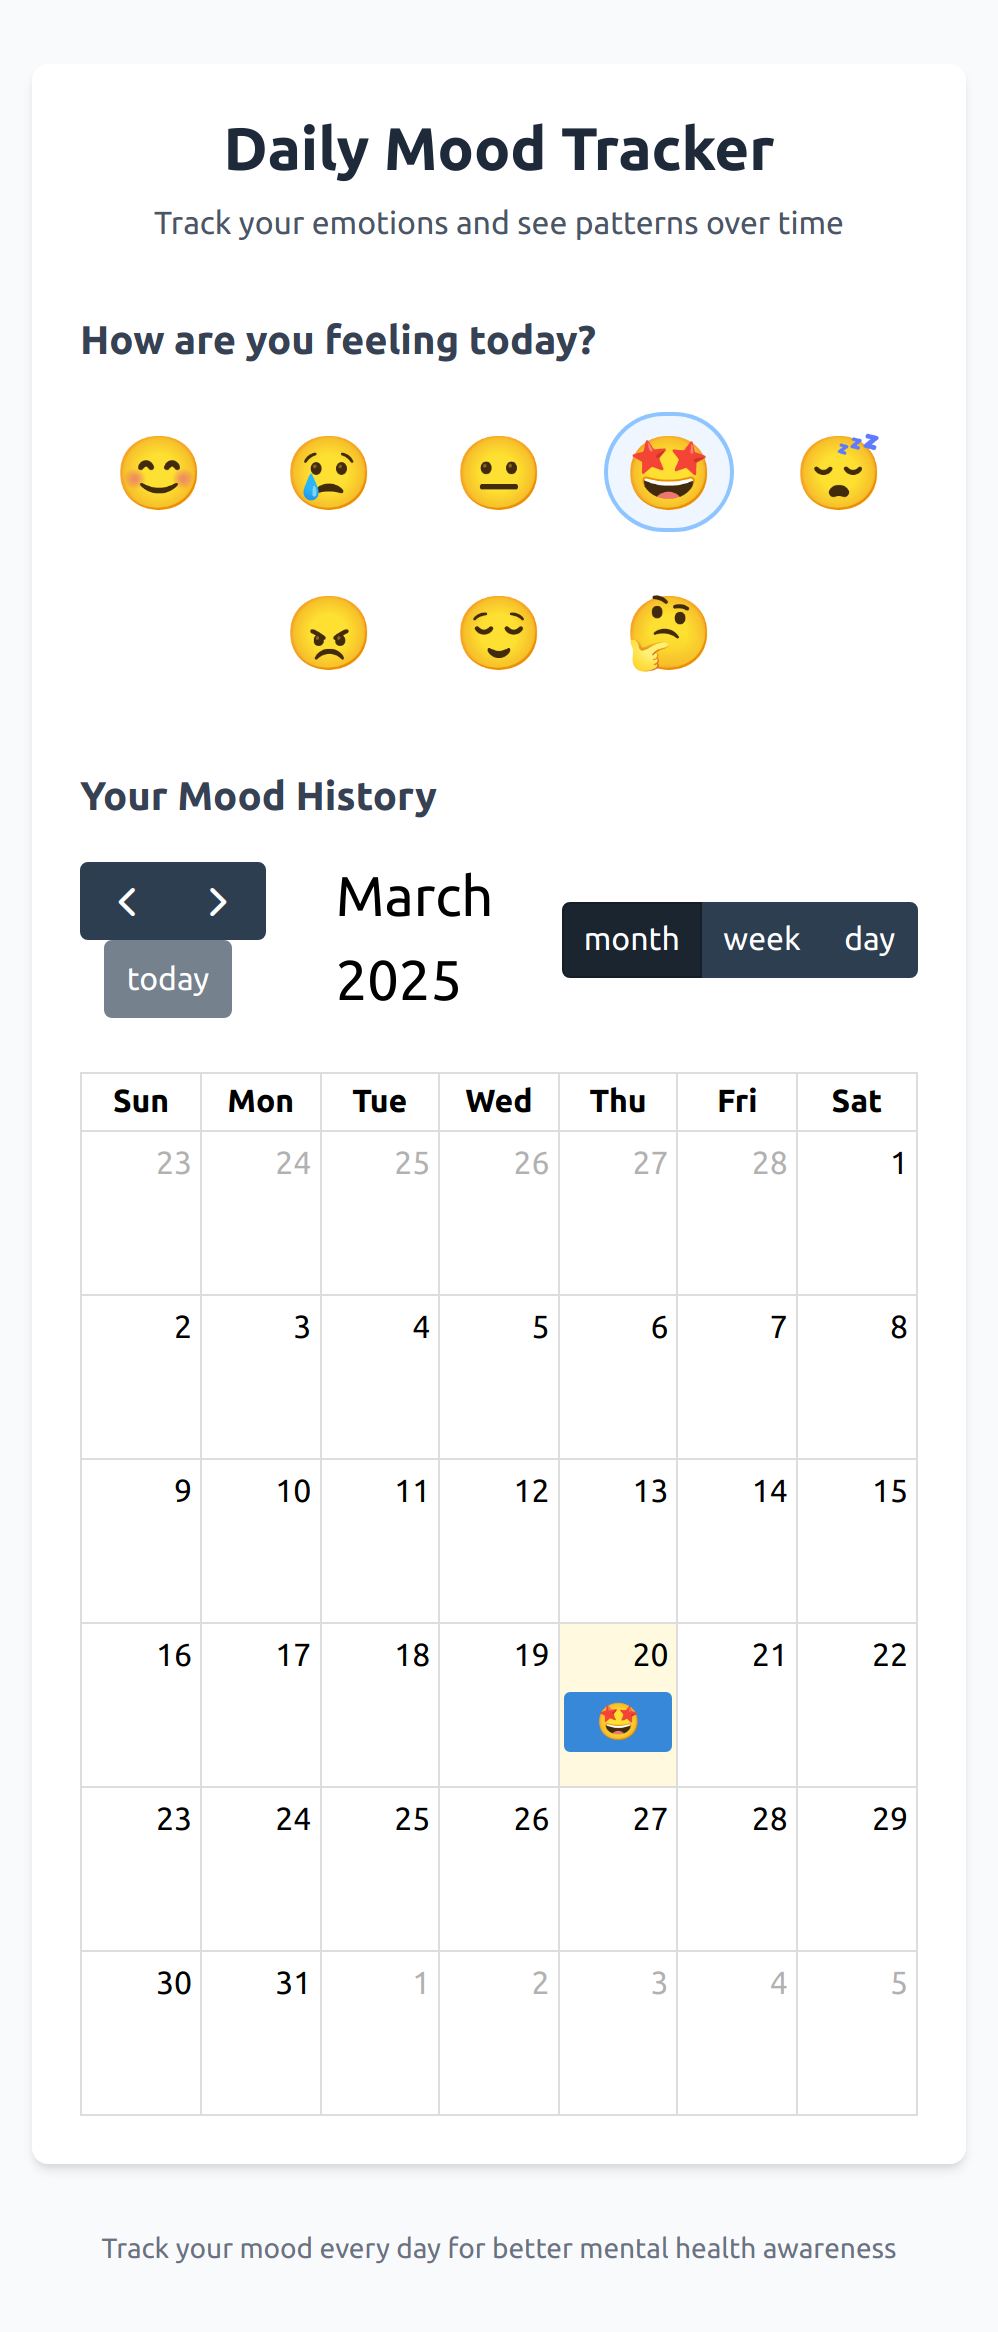 Daily Mood Tracker
Track your emotions and see patterns over time
How are you feeling today?
Your Mood History
today
March
2025
month week day
Sun Mon Tue Wed Thu Fri Sat
23 24 25 26 27 28 1
2 3 4 5 6 7 8
9 10 11 12 13 14 15
16 17 18 19 20 21 22
23 24 25 26 27 28 29
30 31 1 2 3 4 5
Track your mood every day for better mental health awareness